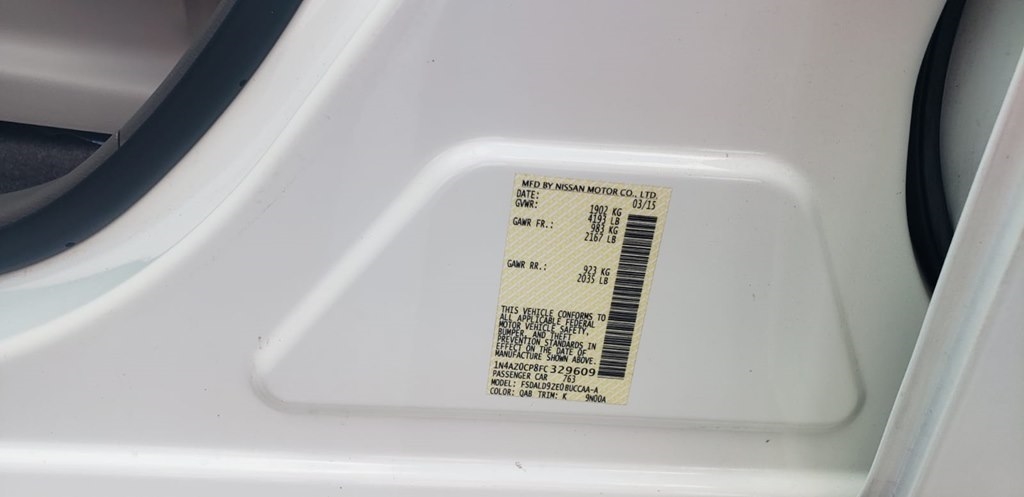 MFD BY NISSAN MOTOR CO., LTD.
DATE: 03/15
GVWR: 1902 KG
4193 LB
GAWR FR.: 983 KG
2167 LB
GAWR RR.: 923 KG
2035 LB
THIS VEHICLE CONFORMS TO
ALL APPLICABLE FEDERAL
MOTOR VEHICLE SAFETY,
BUMPER, AND THEFT
PREVENTION STANDARDS IN
EFFECT ON THE DATE OF
MANUFACTURE SHOWN ABOVE.
1N4AZ0CP8FC329609
PASSENGER CAR 763
MODEL: FSDALD9ZE0BUCCAA-A
COLOR: QAB TRIM: K 9N00A